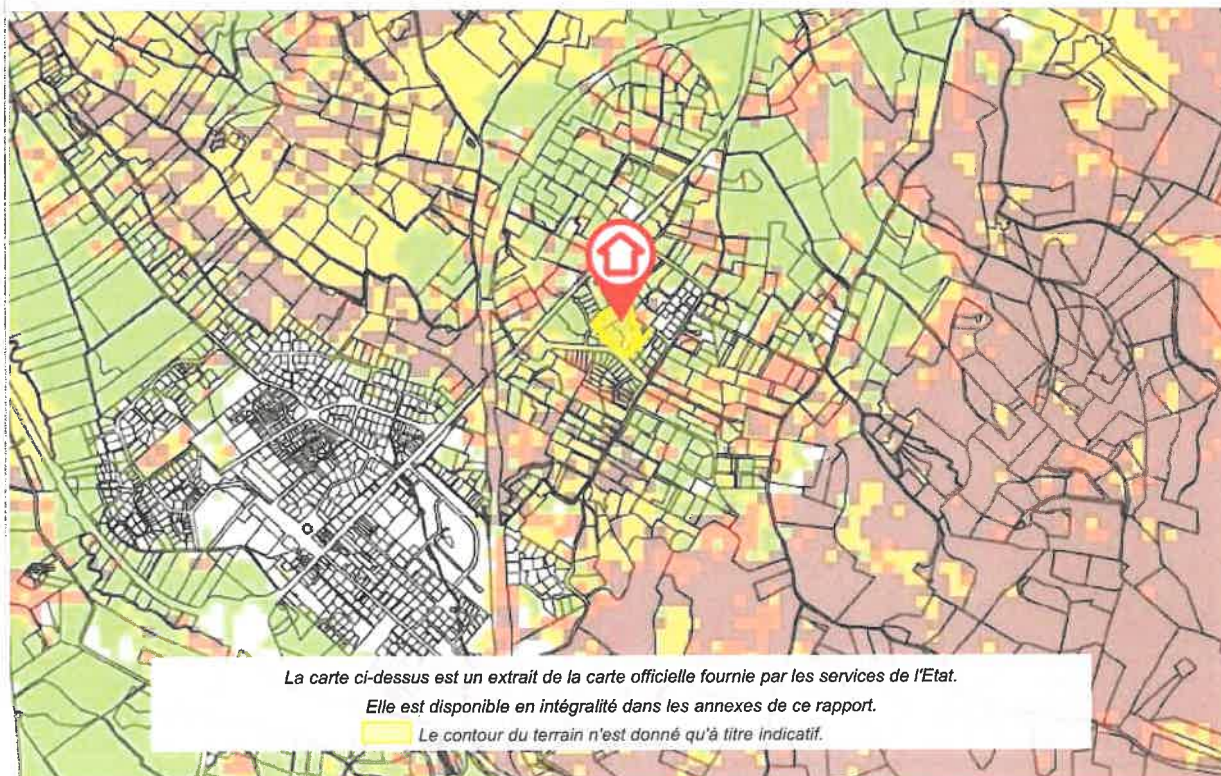 La carte ci-dessus est un extrait de la carte officielle fournie par les services de l'Etat.
Elle est disponible en intégralité dans les annexes de ce rapport.
Le contour du terrain n'est donné qu'à titre indicatif.